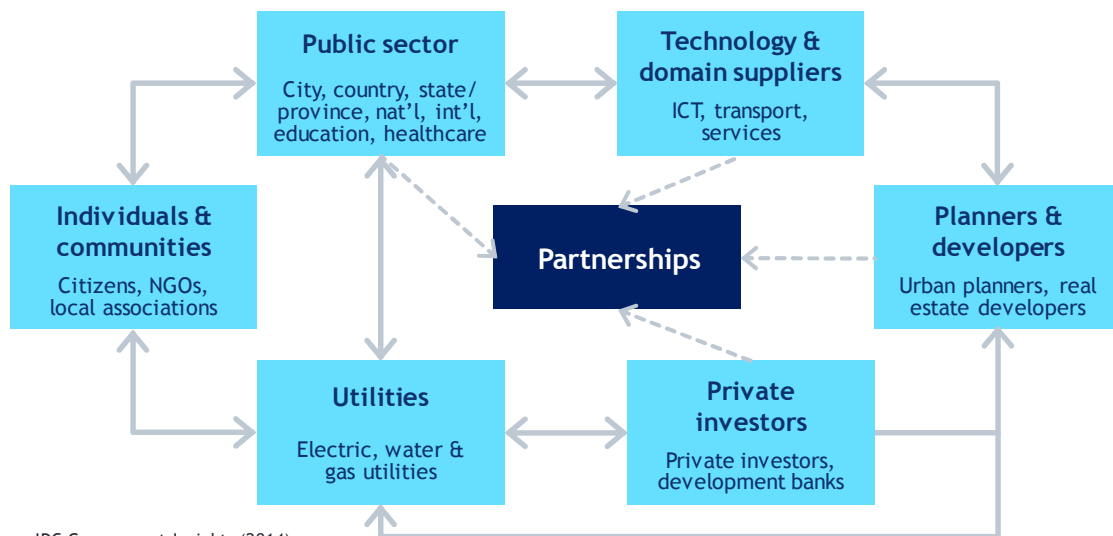 Public sector
City, country, state/
province, nat’l, int’l,
education, healthcare
Technology &
domain suppliers
ICT, transport,
services
Individuals &
communities
Citizens, NGOs,
local associations
Partnerships
Planners &
developers
Urban planners, real
estate developers
Utilities
Electric, water &
gas utilities
Private
investors
Private investors,
development banks